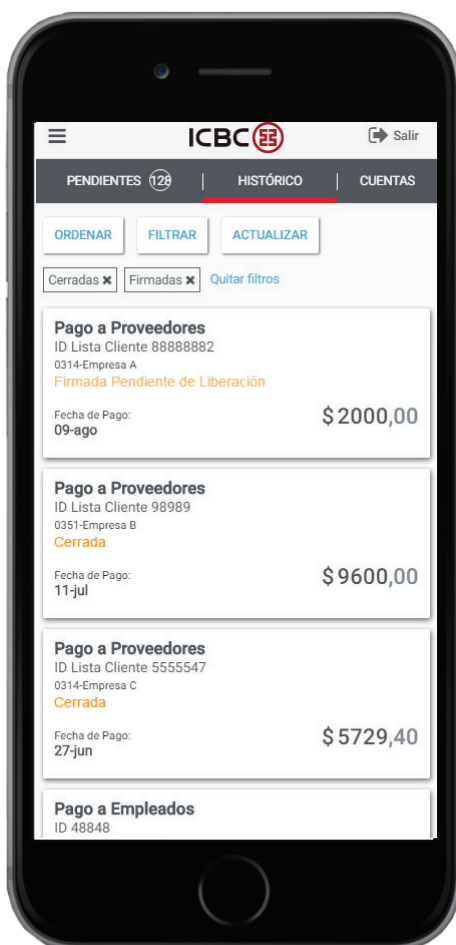 ICBC Salir
PENDIENTES 128 | HISTÓRICO | CUENTAS
ORDENAR FILTRAR ACTUALIZAR
Cerradas ✖ Firmadas ✖ Quitar filtros
Pago a Proveedores
ID Lista Cliente 88888882
0314-Empresa A
Firmada Pendiente de Liberación
Fecha de Pago:
09-ago
$2000,00
Pago a Proveedores
ID Lista Cliente 98989
0351-Empresa B
Cerrada
Fecha de Pago:
11-jul
$9600,00
Pago a Proveedores
ID Lista Cliente 5555547
0314-Empresa C
Cerrada
Fecha de Pago:
27-jun
$5729,40
Pago a Empleados
ID 48848